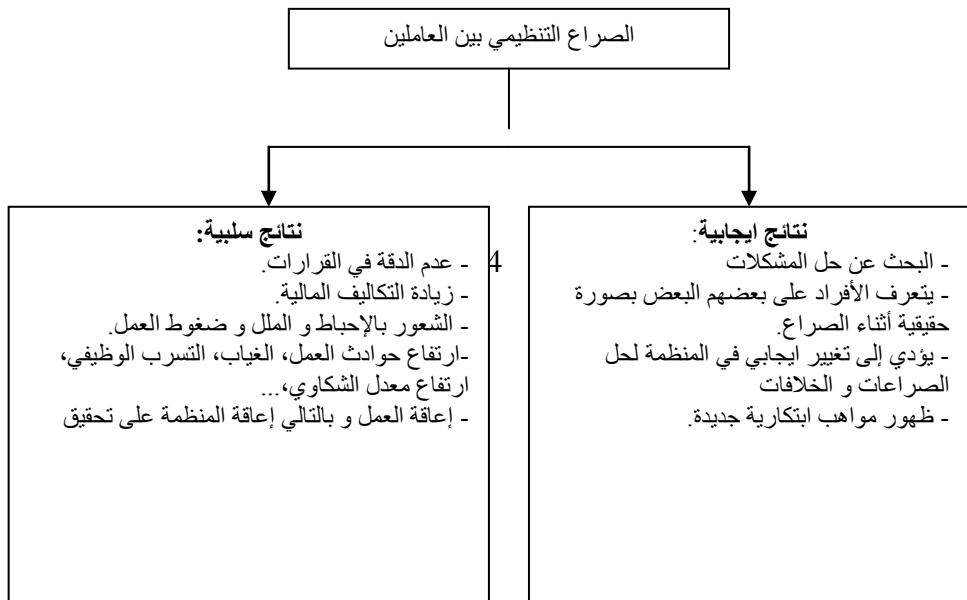 الصراع التنظيمي بين العاملين
نتائج ايجابية:
- البحث عن حل المشكلات
- يتعرف الأفراد على بعضهم البعض بصورة
حقيقية أثناء الصراع.
- يؤدي إلى تغيير ايجابي في المنظمة لحل
الصراعات و الخلافات
- ظهور مواهب ابتكارية جديدة.
4
نتائج سلبية:
- عدم الدقة في القرارات.
- زيادة التكاليف المالية.
- الشعور بالإحباط و الملل و ضغوط العمل.
-ارتفاع حوادث العمل، الغياب، التسرب الوظيفي،
ارتفاع معدل الشكاوي،...
- إعاقة العمل و بالتالي إعاقة المنظمة على تحقيق